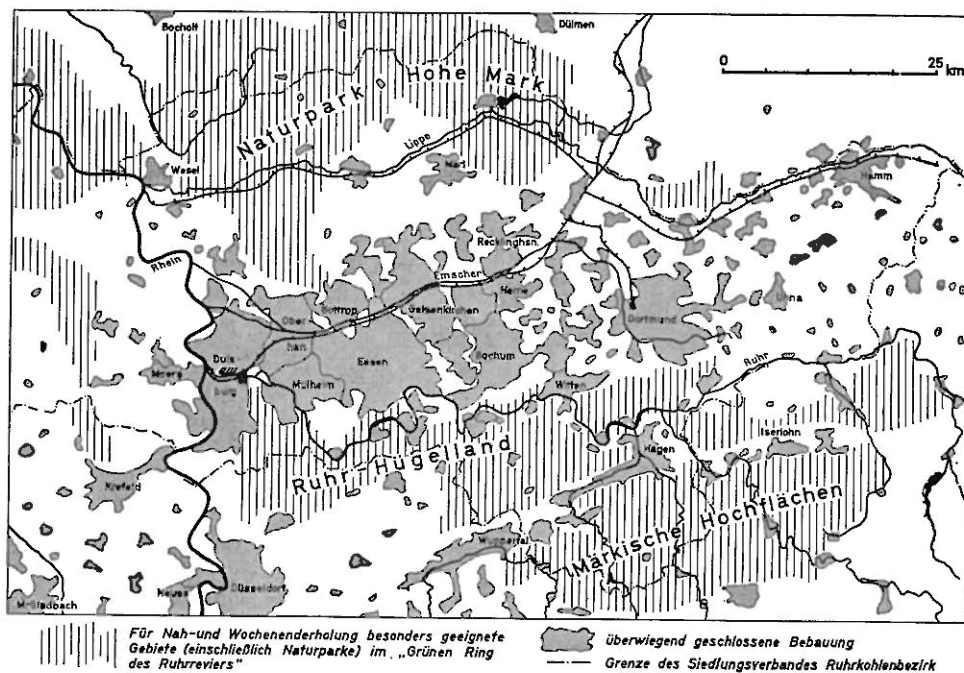 Bocholt
Dülmen
0 25
km
Naturpark Hohe Mark
Lippe
Wesel
Marl
Hamm
Recklinghsn.
Rhein
Emscher
Herne
Bottrop
Ober
hsn
Gelsenkirchen
Dortmund
Unna
Duis-
burg
Essen
Bochum
Moers
Mülheim
Witten
Ruhr
Ruhr-Hügelland
Hagen
Iserlohn
Krefeld
Märkische Hochflächen
Wuppertal
Neuss
Düsseldorf
M.-Gladbach
Für Nah-und Wochenenderholung besonders geeignete
Gebiete (einschließlich Naturparke) im „Grünen Ring
des Ruhrreviers"
überwiegend geschlossene Bebauung
Grenze des Siedlungsverbandes Ruhrkohlenbezirk